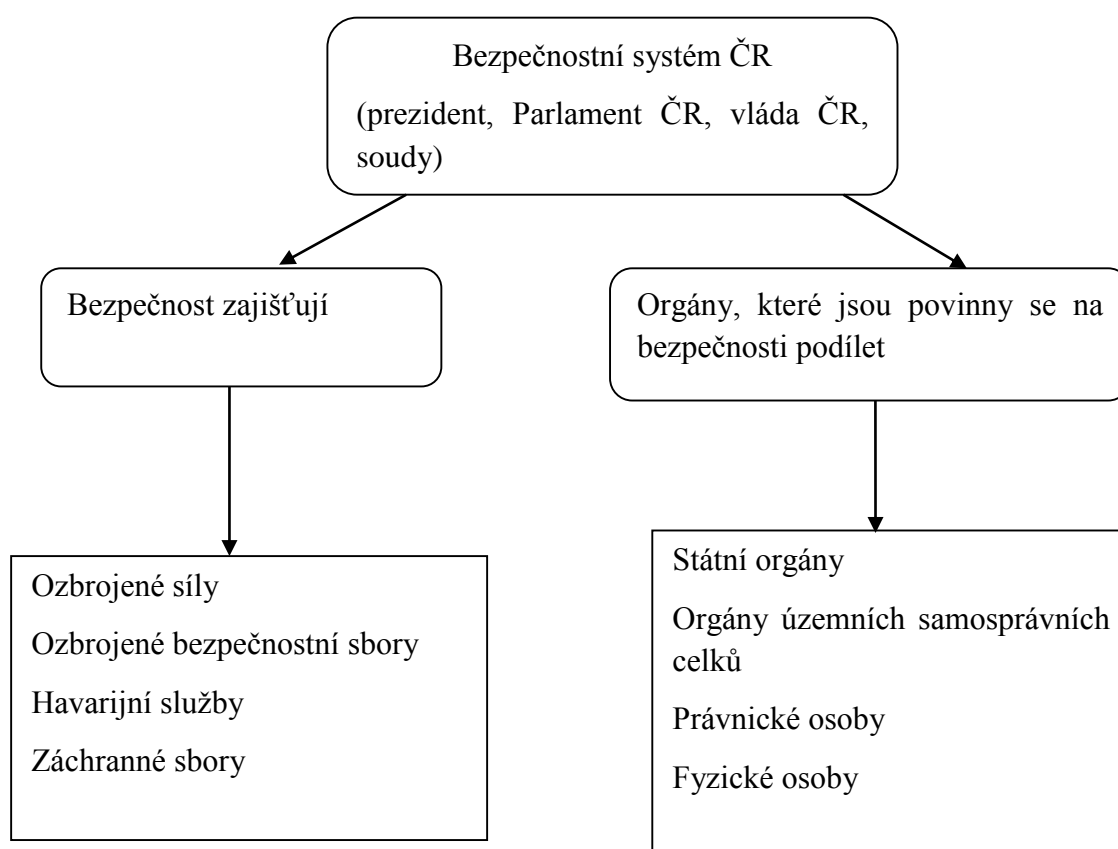 Bezpečnostní systém ČR
(prezident, Parlament ČR, vláda ČR,
soudy)
Bezpečnost zajišťují
Orgány, které jsou povinny se na
bezpečnosti podílet
Ozbrojené síly
Ozbrojené bezpečnostní sbory
Havarijní služby
Záchranné sbory
Státní orgány
Orgány územních samosprávních
celků
Právnické osoby
Fyzické osoby